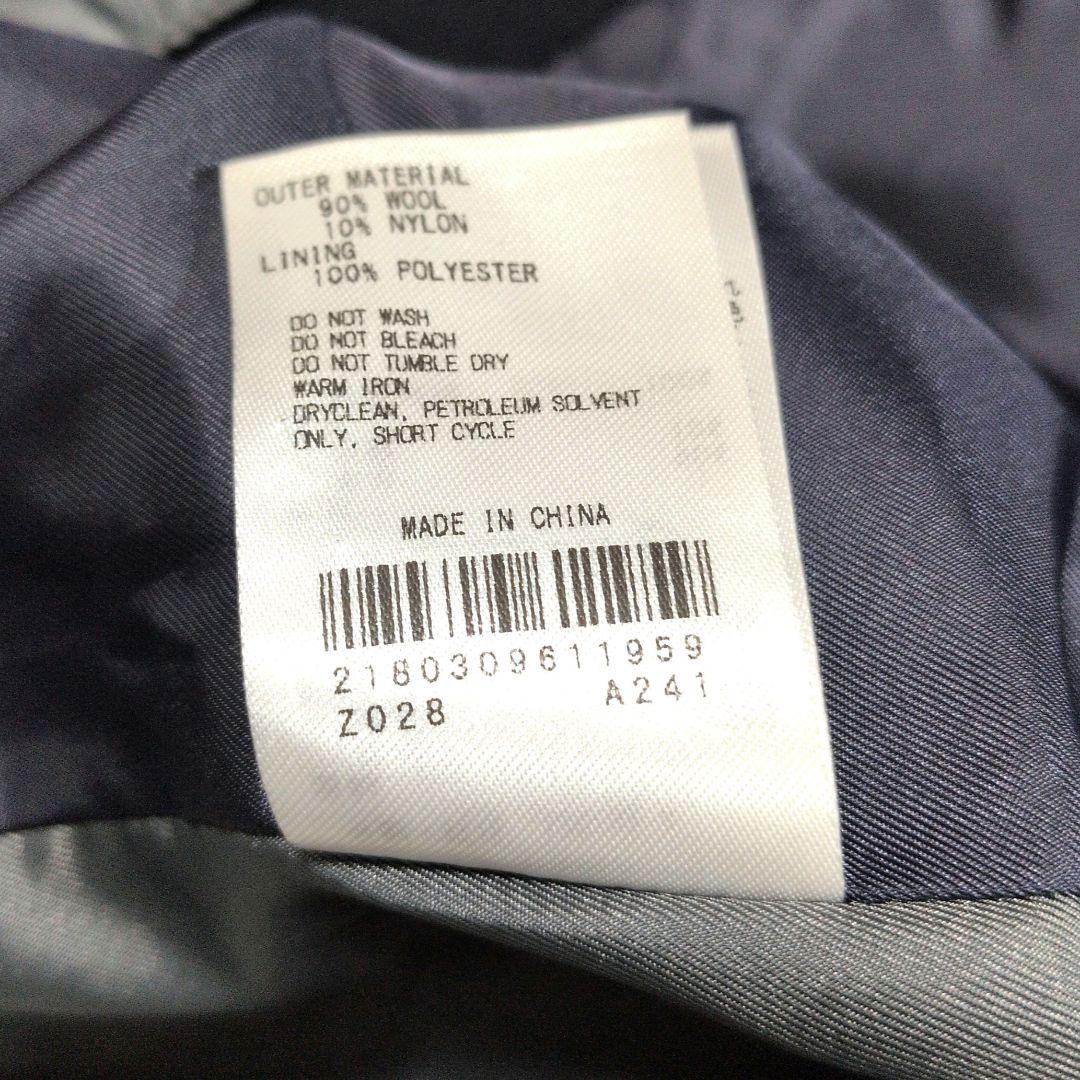 OUTER MATERIAL
90% WOOL
10% NYLON
LINING
100% POLYESTER
DO NOT WASH
DO NOT BLEACH
DO NOT TUMBLE DRY
WARM IRON
DRYCLEAN, PETROLEUM SOLVENT
ONLY, SHORT CYCLE
MADE IN CHINA
2180309611959
Z028 A241